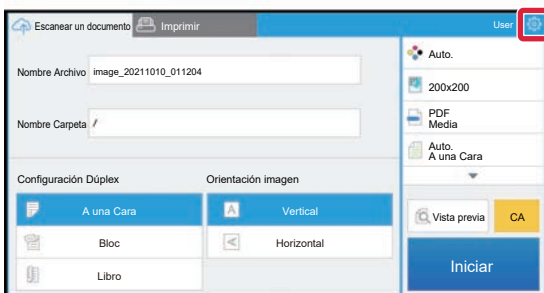 Escanear un documento
Imprimir
User
Nombre Archivo
image_20211010_011204
Nombre Carpeta
/
Configuración Dúplex
A una Cara
Bloc
Libro
Orientación imagen
A
Vertical
Horizontal
Auto.
200x200
PDF
Media
Auto.
A una Cara
Vista previa
CA
Iniciar